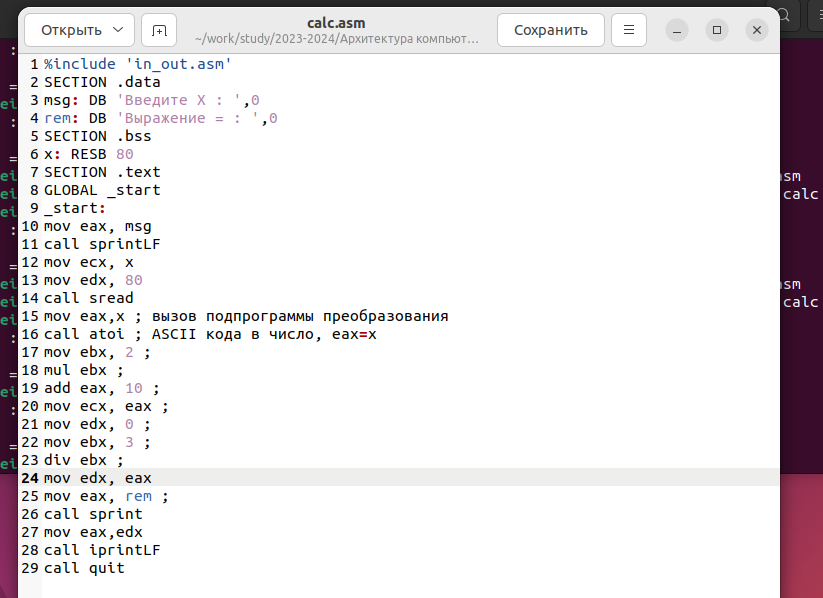 Открыть
calc.asm
~/work/study/2023-2024/Архитектура компьют...
Сохранить
1 %include 'in_out.asm'
2 SECTION .data
3 msg: DB 'Введите X : ',0
4 rem: DB 'Выражение = : ',0
5 SECTION .bss
6 x: RESB 80
7 SECTION .text
8 GLOBAL _start
9 _start:
10 mov eax, msg
11 call sprintLF
12 mov ecx, x
13 mov edx, 80
14 call sread
15 mov eax,x ; вызов подпрограммы преобразования
16 call atoi ; ASCII кода в число, eax=x
17 mov ebx, 2 ;
18 mul ebx ;
19 add eax, 10 ;
20 mov ecx, eax ;
21 mov edx, 0 ;
22 mov ebx, 3 ;
23 div ebx ;
24 mov edx, eax
25 mov eax, rem ;
26 call sprint
27 mov eax,edx
28 call iprintLF
29 call quit
calc
calc